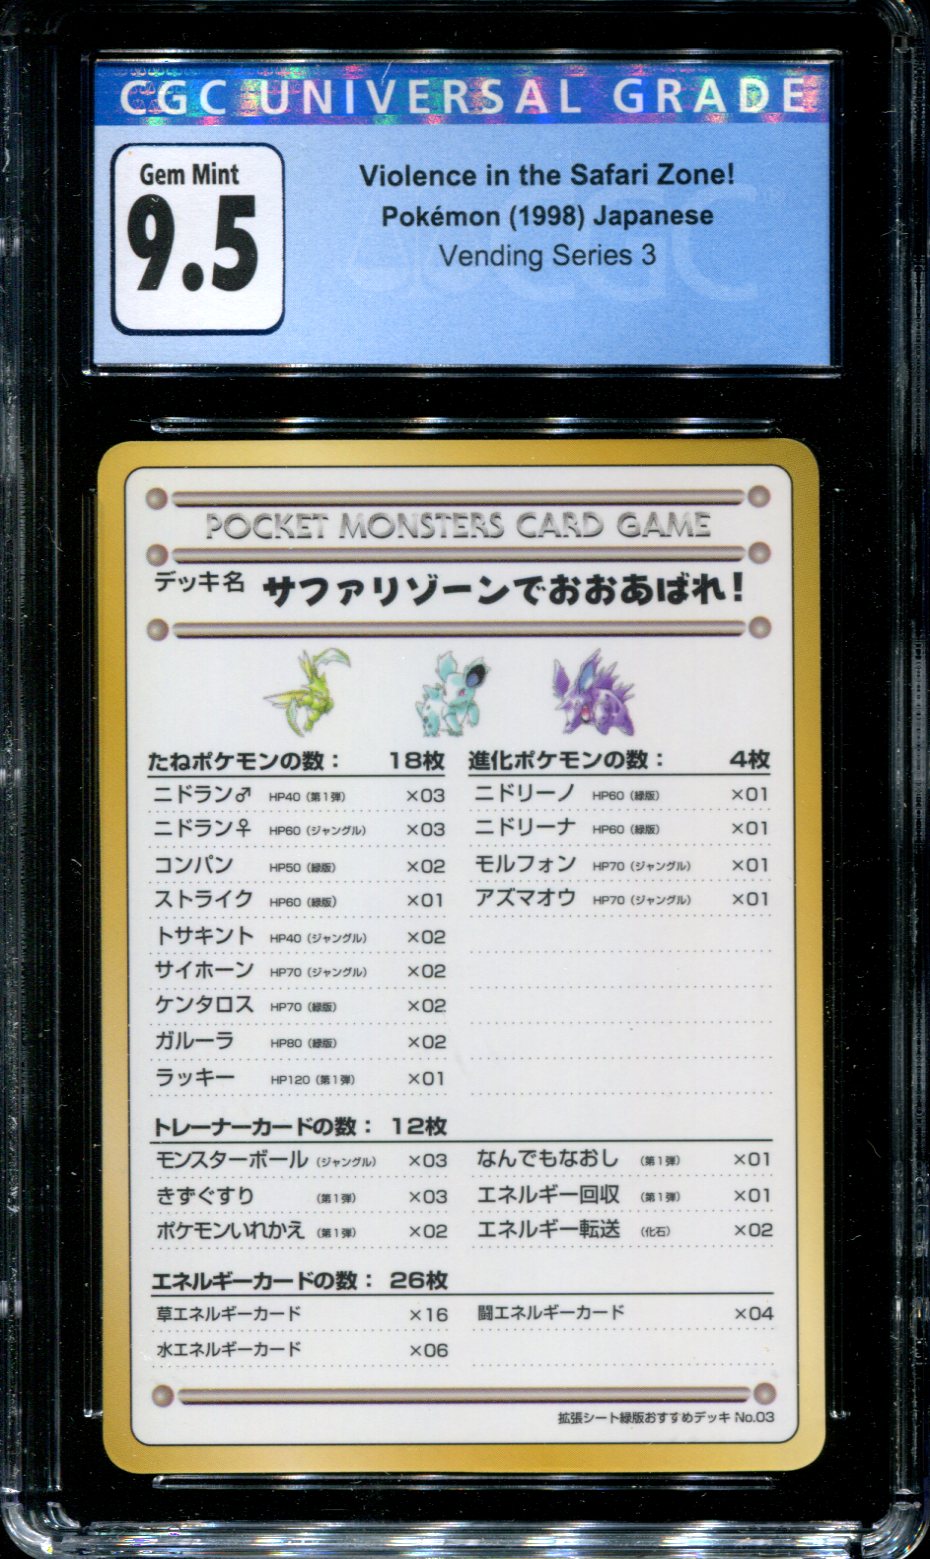 CGC UNIVERSAL GRADE
Gem Mint
9.5
Violence in the Safari Zone!
Pokémon (1998) Japanese
Vending Series 3
POCKET MONSTERS CARD GAME
デッキ名 サファリゾーンでおおあばれ!
たねポケモンの数: 18枚
ニドラン♂ HP40 (第1弾) ×03
ニドラン♀ HP60 (ジャングル) ×03
コンパン HP50 (緑版) ×02
ストライク HP60 (緑版) ×01
トサキント HP40 (ジャングル) ×02
サイホーン HP70 (ジャングル) ×02
ケンタロス HP70 (緑版) ×02
ガルーラ HP80 (緑版) ×02
ラッキー HP120 (第1弾) ×01
進化ポケモンの数: 4枚
ニドリーノ HP60 (緑版) ×01
ニドリーナ HP60 (緑版) ×01
モルフォン HP70 (ジャングル) ×01
アズマオウ HP70 (ジャングル) ×01
トレーナーカードの数: 12枚
モンスターボール (ジャングル) ×03
きずぐすり (第1弾) ×03
ポケモンいれかえ (第1弾) ×02
なんでもなおし (第1弾) ×01
エネルギー回収 (第1弾) ×01
エネルギー転送 (化石) ×02
エネルギーカードの数: 26枚
草エネルギーカード ×16
水エネルギーカード ×06
闘エネルギーカード ×04
拡張シート緑版おすすめデッキ No.03